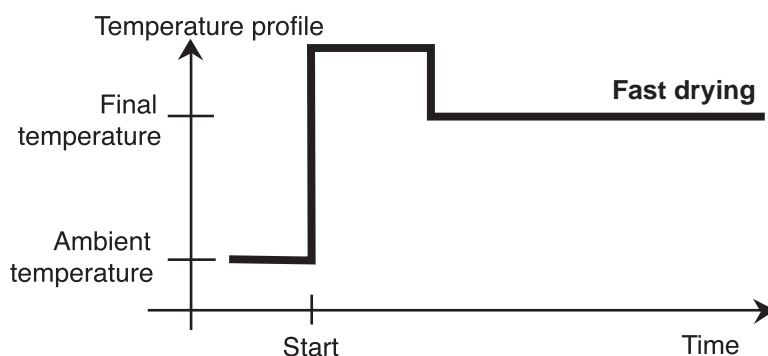 Temperature profile
Final
temperature
Fast drying
Ambient
temperature
Start
Time